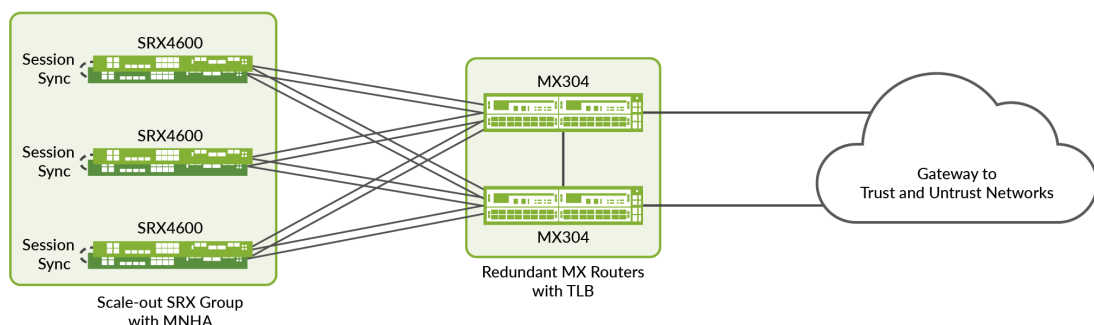 SRX4600
Session
Sync
SRX4600
Session
Sync
SRX4600
Session
Sync
Scale-out SRX Group
with MNHA
MX304
MX304
Redundant MX Routers
with TLB
Gateway to
Trust and Untrust Networks